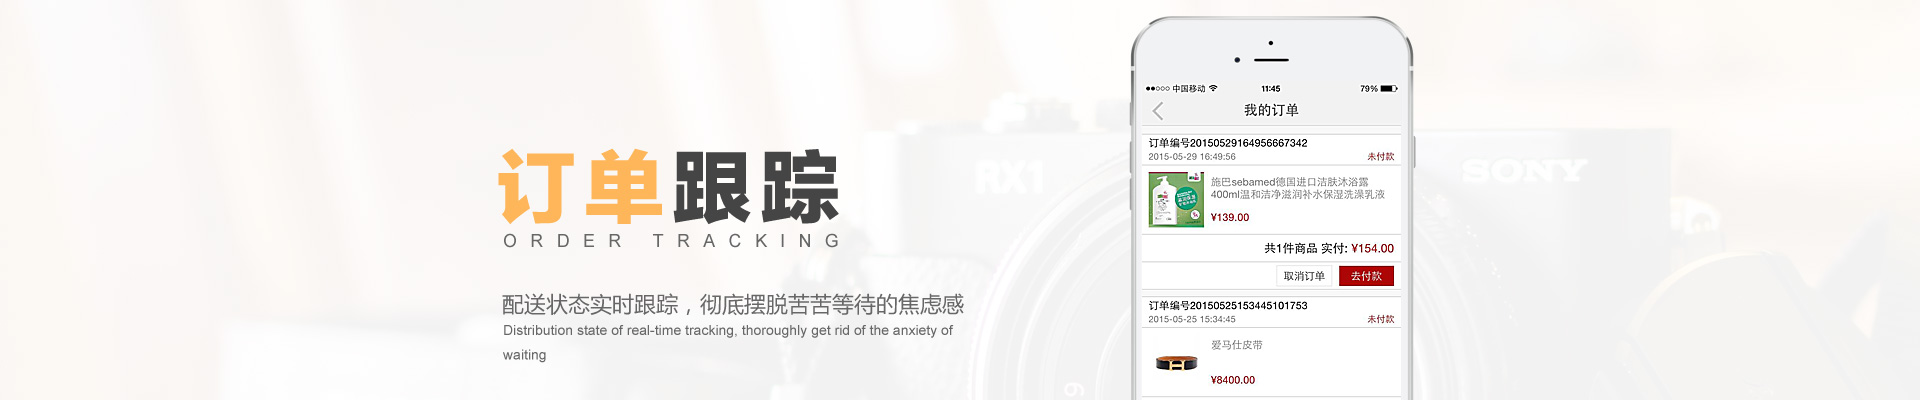 订单跟踪
ORDER TRACKING
配送状态实时跟踪，彻底摆脱苦苦等待的焦虑感
Distribution state of real-time tracking, thoroughly get rid of the anxiety of
waiting
RX1
SONY
中国移动 11:45 79%
我的订单
订单编号20150529164956667342
2015-05-29 16:49:56 未付款
施巴sebamed德国进口洁肤沐浴露
400ml温和洁净滋润补水保湿洗澡乳液
¥139.00
共1件商品 实付: ¥154.00
取消订单 去付款
订单编号20150525153445101753
2015-05-25 15:34:45 未付款
爱马仕皮带
¥8400.00